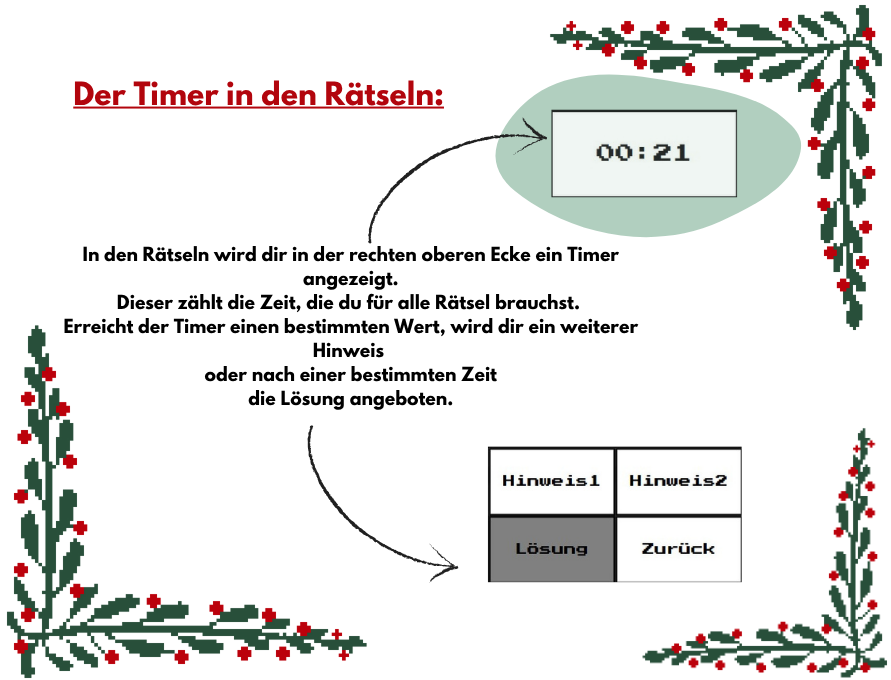 Der Timer in den Rätseln:
00:21
In den Rätseln wird dir in der rechten oberen Ecke ein Timer
angezeigt.
Dieser zählt die Zeit, die du für alle Rätsel brauchst.
Erreicht der Timer einen bestimmten Wert, wird dir ein weiterer
Hinweis
oder nach einer bestimmten Zeit
die Lösung angeboten.
Hinweis1 Hinweis2
Lösung Zurück